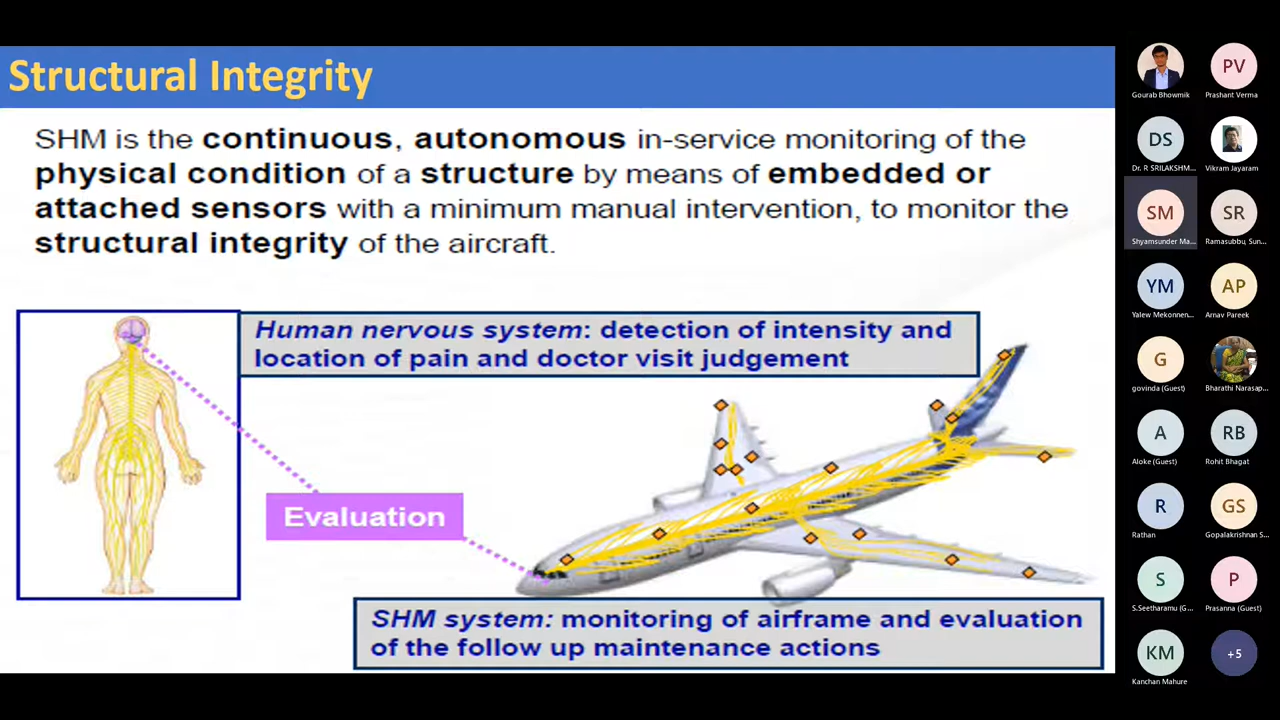 Structural Integrity
SHM is the continuous, autonomous in-service monitoring of the
physical condition of a structure by means of embedded or
attached sensors with a minimum manual intervention, to monitor the
structural integrity of the aircraft.
Human nervous system: detection of intensity and
location of pain and doctor visit judgement
Evaluation
SHM system: monitoring of airframe and evaluation
of the follow up maintenance actions
Gourab Bhowmik
PV
Prashant Verma
DS
Dr. R SRILAKSHM...
Vikram Jayaram
SM
Shyamsunder Ma...
SR
Ramasubbu, Sun...
YM
Yalew Mekonnen...
AP
Arnav Pareek
G
govinda (Guest)
Bharathi Narasap...
A
Aloke (Guest)
RB
Rohit Bhagat
R
Rathan
GS
Gopalakrishnan S...
S
S.Seetharamu (G...
P
Prasanna (Guest)
KM
Kanchan Mahure
+5